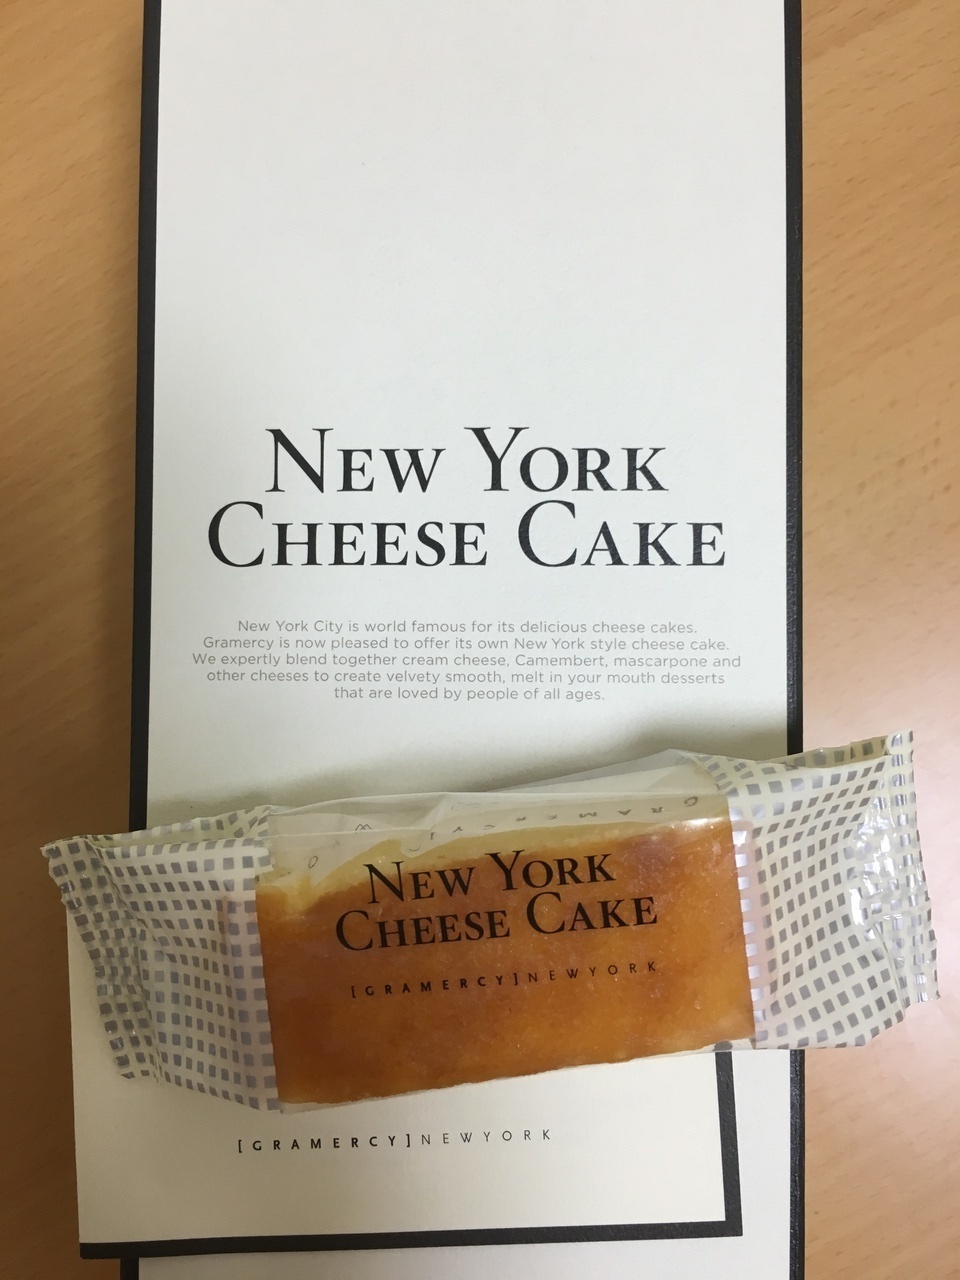 NEW YORK
CHEESE CAKE
New York City is world famous for its delicious cheese cakes.
Gramercy is now pleased to offer its own New York style cheese cake.
We expertly blend together cream cheese, Camembert, mascarpone and
other cheeses to create velvety smooth, melt in your mouth desserts
that are loved by people of all ages.
GRAMERCY]
NEW YORK
CHEESE CAKE
[GRAMERCY]NEWYORK
[GRAMERCY]NEWYORK